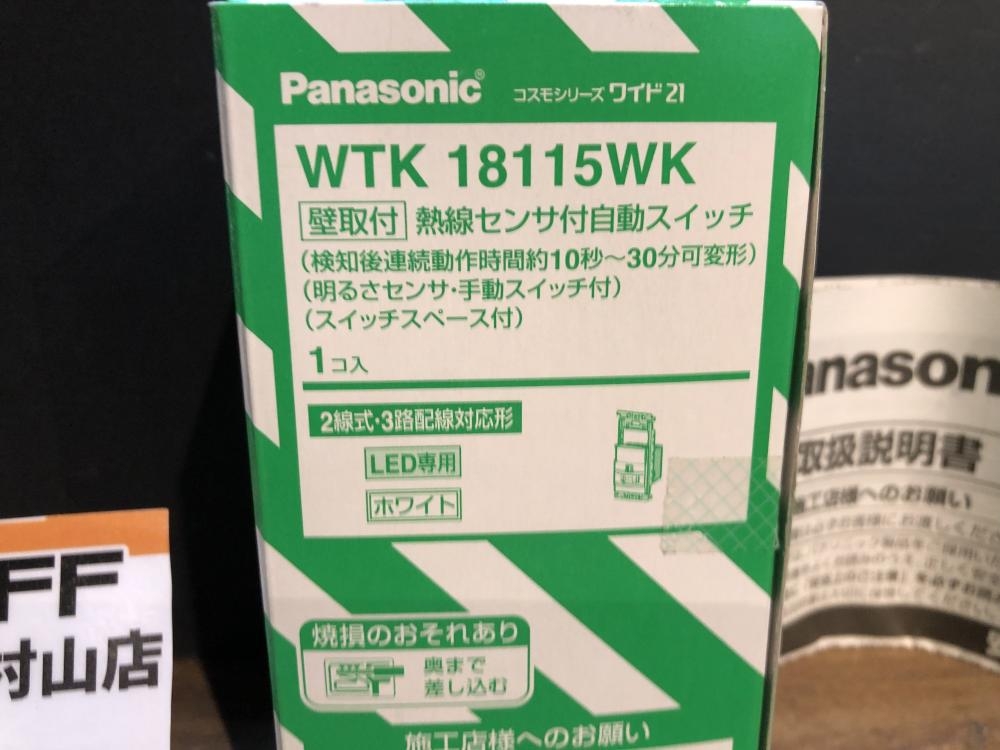 Panasonic® コスモシリーズ ワイド21
WTK 18115WK
壁取付 熱線センサ付自動スイッチ
(検知後連続動作時間約10秒〜30分可変形)
(明るさセンサ・手動スイッチ付)
(スイッチスペース付)
1コ入
2線式・3路配線対応形
LED専用
ホワイト
焼損のおそれあり
奥まで
差し込む
施工店様へのお願い
FF
村山店
anason
取扱説明書
施工店様へのお願い